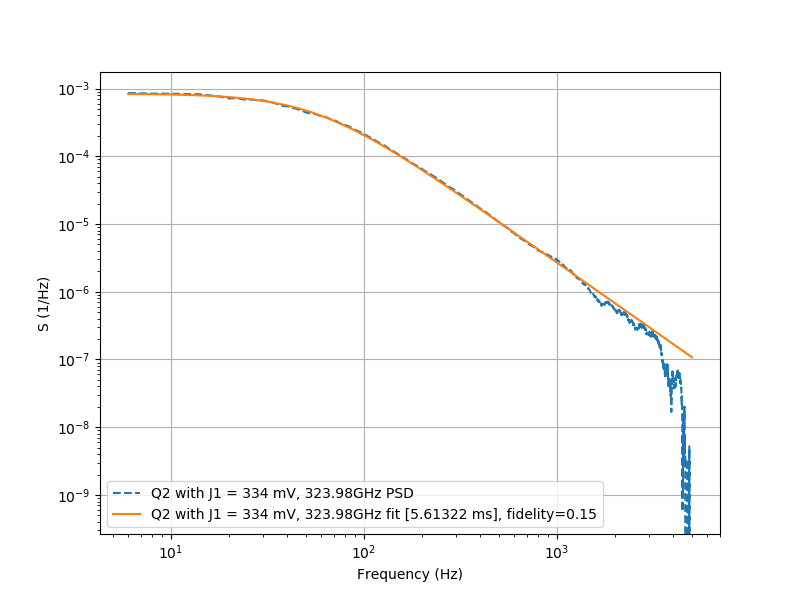 10⁻³
10⁻⁴
10⁻⁵
10⁻⁶
10⁻⁷
10⁻⁸
10⁻⁹
S (1/Hz)
Q2 with J1 = 334 mV, 323.98GHz PSD
Q2 with J1 = 334 mV, 323.98GHz fit [5.61322 ms], fidelity=0.15
10¹ 10² 10³
Frequency (Hz)